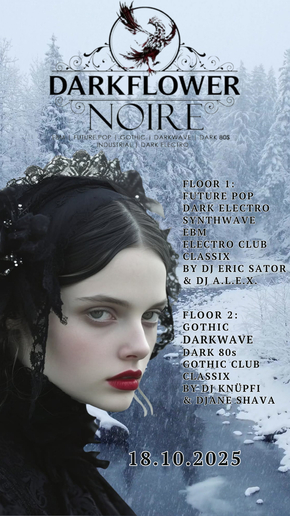 DARKFLOWER
NOIRE
FUTURE POP | GOTHIC | DARKWAVE | DARK 80S
INDUSTRIAL | DARK ELECTRO
FLOOR 1:
FUTURE POP
DARK ELECTRO
SYNTHWAVE
EBM
ELECTRO CLUB
CLASSIX
BY DJ ERIC SATOR
& DJ A.L.E.X.
FLOOR 2:
GOTHIC
DARKWAVE
DARK 80s
GOTHIC CLUB
CLASSIX
BY DJ KNÜPFI
& DJANE SHAVA
18.10.2025